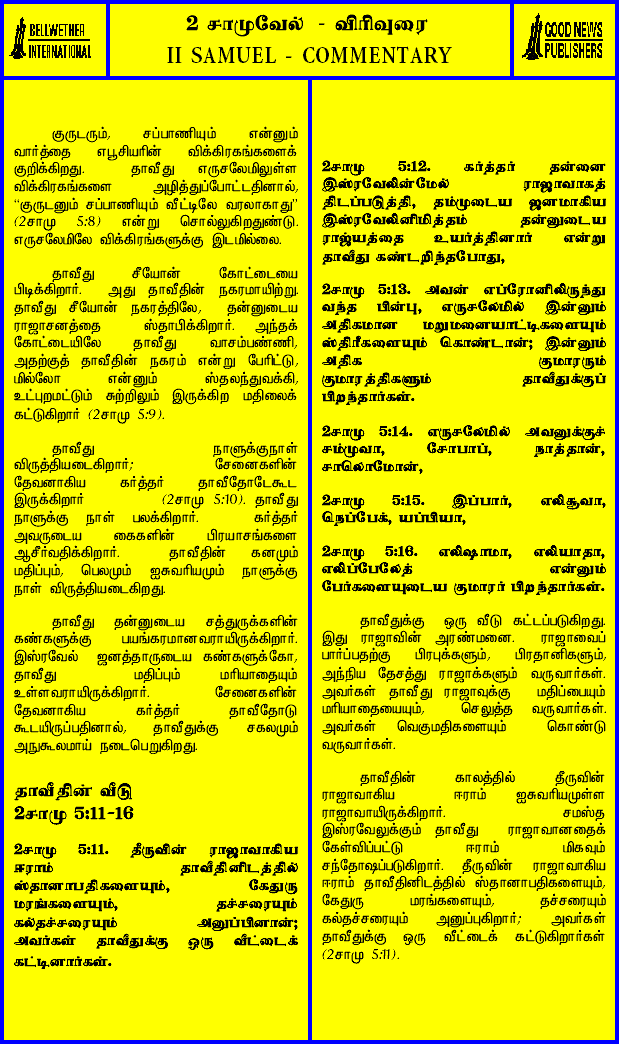 BELLWETHER
INTERNATIONAL
2 சாமுவேல் - விரிவுரை
II SAMUEL - COMMENTARY
GOOD NEWS
PUBLISHERS
குருடரும், சப்பாணியும் என்னும்
வார்த்தை எபூசியரின் விக்கிரகங்களைக்
குறிக்கிறது. தாவீது எருசலேமிலுள்ள
விக்கிரகங்களை அழித்துப்போட்டதினால்,
“குருடனும் சப்பாணியும் வீட்டிலே வரலாகாது”
(2சாமு 5:8) என்று சொல்லுகிறதுண்டு.
எருசலேமிலே விக்கிரங்களுக்கு இடமில்லை.
தாவீது சீயோன் கோட்டையை
பிடிக்கிறார். அது தாவீதின் நகரமாயிற்று.
தாவீது சீயோன் நகரத்திலே, தன்னுடைய
ராஜாசனத்தை ஸ்தாபிக்கிறார். அந்தக்
கோட்டையிலே தாவீது வாசம்பண்ணி,
அதற்குத் தாவீதின் நகரம் என்று பேரிட்டு,
மில்லோ என்னும் ஸ்தலந்துவக்கி,
உட்புறமட்டும் சுற்றிலும் இருக்கிற மதிலைக்
கட்டுகிறார் (2சாமு 5:9).
தாவீது நாளுக்குநாள்
விருத்தியடைகிறார்; சேனைகளின்
தேவனாகிய கர்த்தர் தாவீதோடேகூட
இருக்கிறார் (2சாமு 5:10). தாவீது
நாளுக்கு நாள் பலக்கிறார். கர்த்தர்
அவருடைய கைகளின் பிரயாசங்களை
ஆசீர்வதிக்கிறார். தாவீதின் கனமும்
மதிப்பும், பெலமும் ஐசுவரியமும் நாளுக்கு
நாள் விருத்தியடைகிறது.
தாவீது தன்னுடைய சத்துருக்களின்
கண்களுக்கு பயங்கரமானவராயிருக்கிறார்.
இஸ்ரவேல் ஜனத்தாருடைய கண்களுக்கோ,
தாவீது மதிப்பும் மரியாதையும்
உள்ளவராயிருக்கிறார். சேனைகளின்
தேவனாகிய கர்த்தர் தாவீதோடு
கூடயிருப்பதினால், தாவீதுக்கு சகலமும்
அநுகூலமாய் நடைபெறுகிறது.
தாவீதின் வீடு
2சாமு 5:11-16
2சாமு 5:11. தீருவின் ராஜாவாகிய
ஈராம் தாவீதினிடத்தில்
ஸ்தானாபதிகளையும், கேதுரு
மரங்களையும், தச்சரையும்
கல்தச்சரையும் அனுப்பினான்;
அவர்கள் தாவீதுக்கு ஒரு வீட்டைக்
கட்டினார்கள்.
2சாமு 5:12. கர்த்தர் தன்னை
இஸ்ரவேலின்மேல் ராஜாவாகத்
திடப்படுத்தி, தம்முடைய ஜனமாகிய
இஸ்ரவேலினிமித்தம் தன்னுடைய
ராஜ்யத்தை உயர்த்தினார் என்று
தாவீது கண்டறிந்தபோது,
2சாமு 5:13. அவன் எப்ரோனிலிருந்து
வந்த பின்பு, எருசலேமில் இன்னும்
அதிகமான மறுமனையாட்டிகளையும்
ஸ்திரீகளையும் கொண்டான்; இன்னும்
அதிக குமாரரும்
குமாரத்திகளும் தாவீதுக்குப்
பிறந்தார்கள்.
2சாமு 5:14. எருசலேமில் அவனுக்குச்
சம்முவா, சோபாப், நாத்தான்,
சாலொமோன்,
2சாமு 5:15. இப்பார், எலிசூவா,
நெப்பேக், யப்பியா,
2சாமு 5:16. எலிஷாமா, எலியாதா,
எலிப்பேலேத் என்னும்
பேர்களையுடைய குமாரர் பிறந்தார்கள்.
தாவீதுக்கு ஒரு வீடு கட்டப்படுகிறது.
இது ராஜாவின் அரண்மனை. ராஜாவைப்
பார்ப்பதற்கு பிரபுக்களும், பிரதானிகளும்,
அந்நிய தேசத்து ராஜாக்களும் வருவார்கள்.
அவர்கள் தாவீது ராஜாவுக்கு மதிப்பையும்
மரியாதையையும், செலுத்த வருவார்கள்.
அவர்கள் வெகுமதிகளையும் கொண்டு
வருவார்கள்.
தாவீதின் காலத்தில் தீருவின்
ராஜாவாகிய ஈராம் ஐசுவரியமுள்ள
ராஜாவாயிருக்கிறார். சமஸ்த
இஸ்ரவேலுக்கும் தாவீது ராஜாவானதைக்
கேள்விப்பட்டு ஈராம் மிகவும்
சந்தோஷப்படுகிறார். தீருவின் ராஜாவாகிய
ஈராம் தாவீதினிடத்தில் ஸ்தானாபதிகளையும்,
கேதுரு மரங்களையும், தச்சரையும்
கல்தச்சரையும் அனுப்புகிறார்; அவர்கள்
தாவீதுக்கு ஒரு வீட்டைக் கட்டுகிறார்கள்
(2சாமு 5:11).